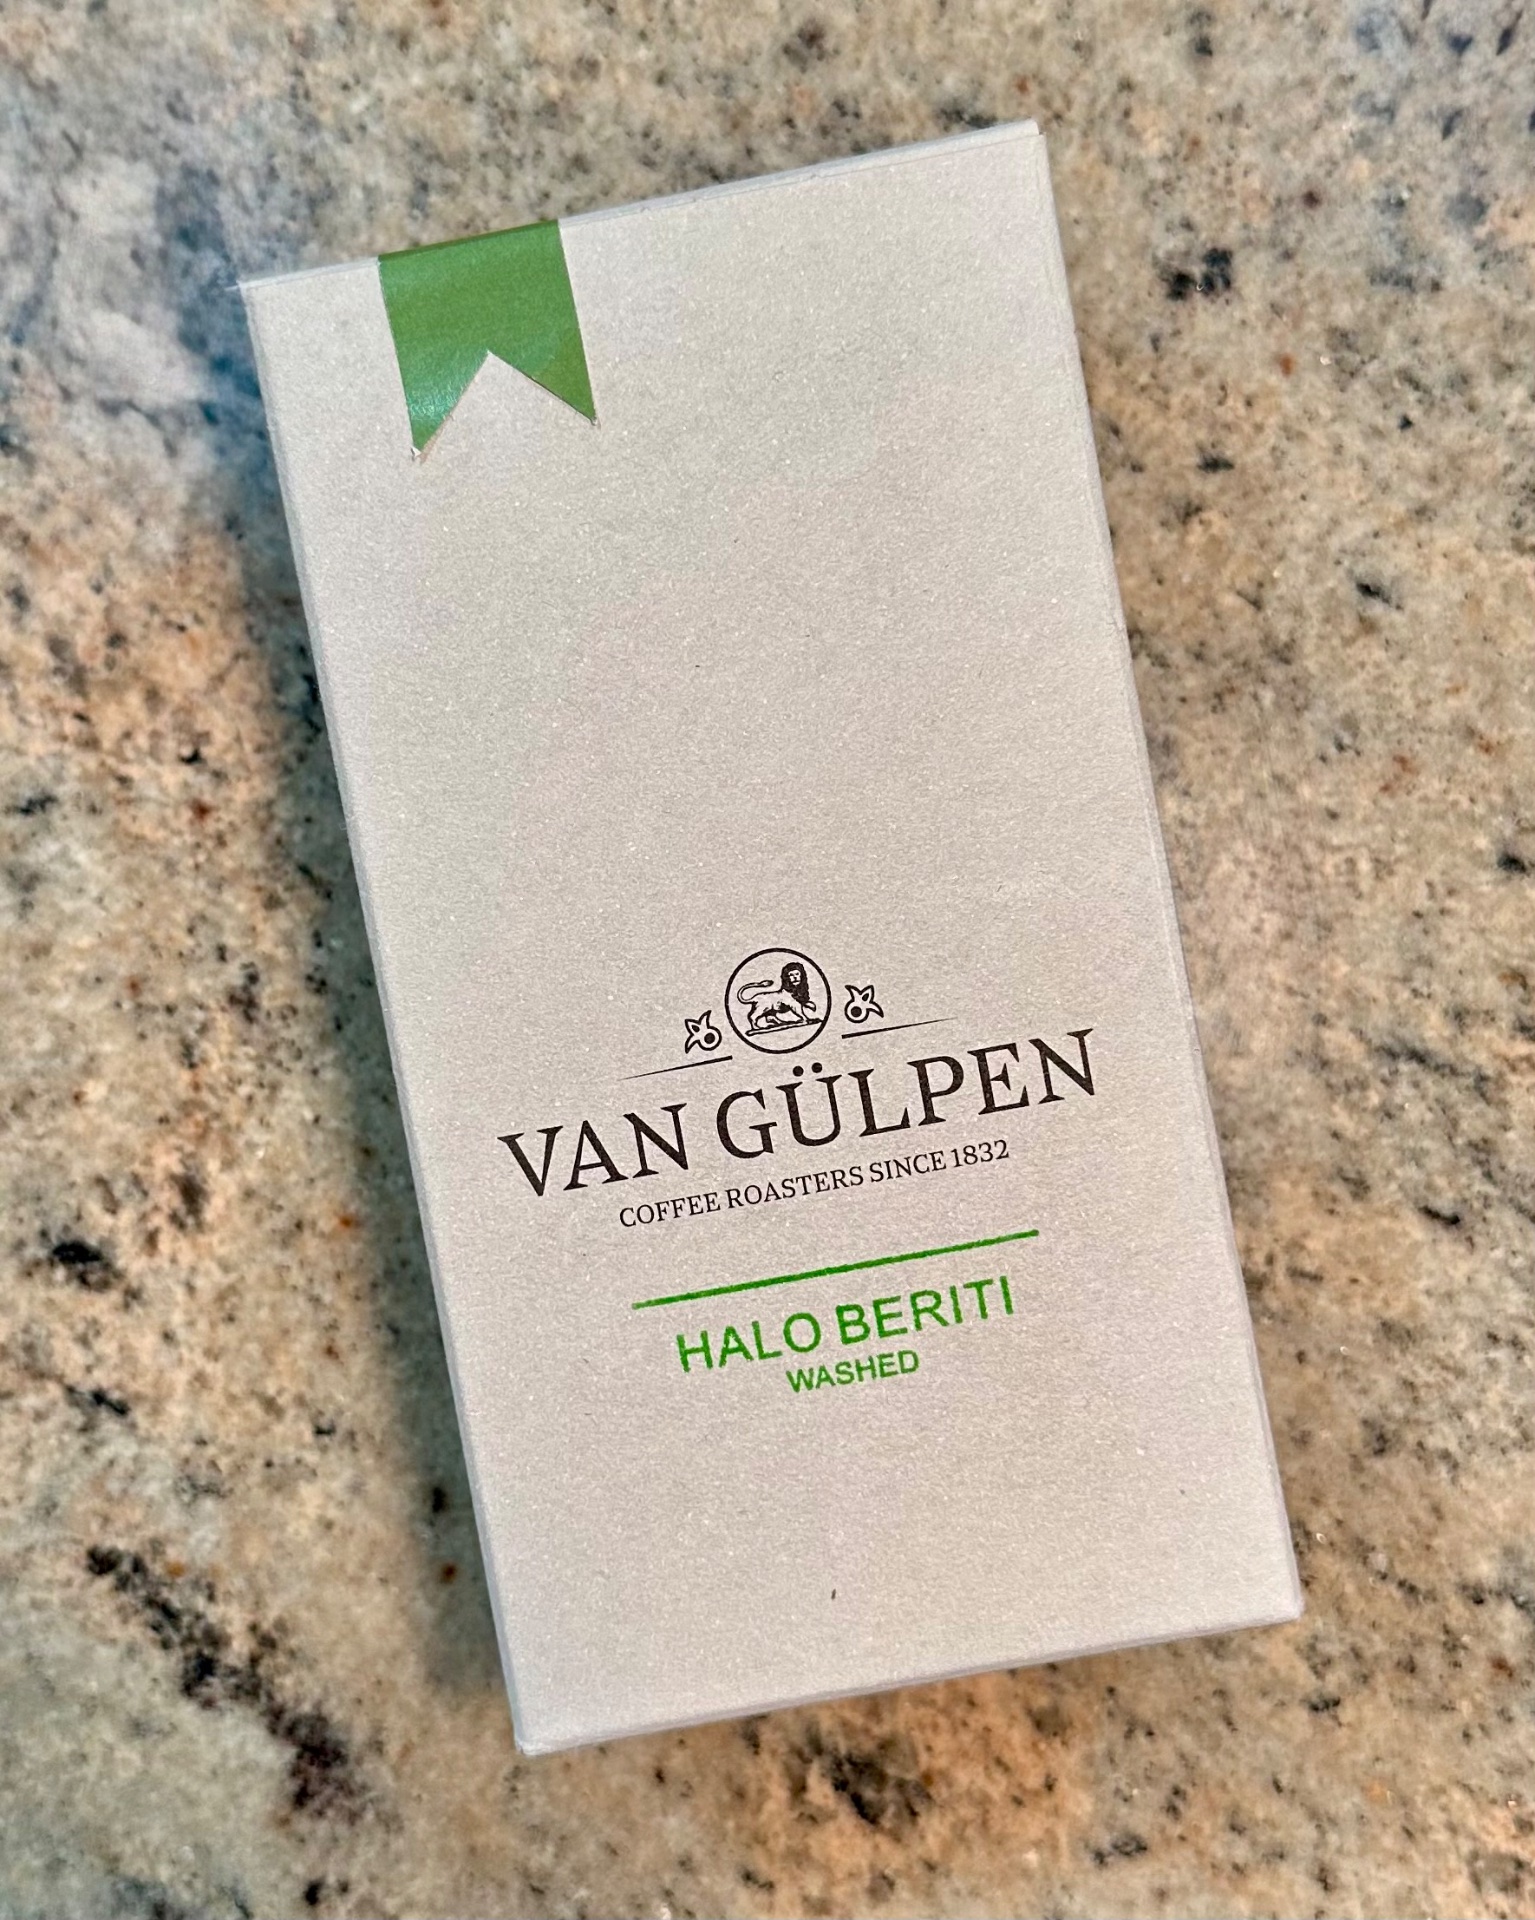 VAN GÜLPEN
COFFEE ROASTERS SINCE 1832
HALO BERITI
WASHED